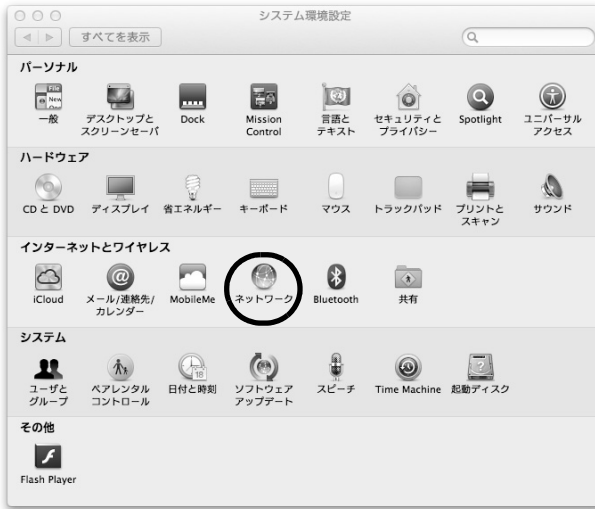 システム環境設定
すべてを表示
パーソナル
一般
デスクトップと
スクリーンセーバ
Dock
Mission
Control
言語と
テキスト
セキュリティと
プライバシー
Spotlight
ユニバーサル
アクセス
ハードウェア
CD と DVD
ディスプレイ
省エネルギー
キーボード
マウス
トラックパッド
プリントと
スキャン
サウンド
インターネットとワイヤレス
iCloud
メール/連絡先/
カレンダー
MobileMe
ネットワーク
Bluetooth
共有
システム
ユーザと
グループ
ペアレンタル
コントロール
日付と時刻
ソフトウェア
アップデート
スピーチ
Time Machine
起動ディスク
その他
Flash Player